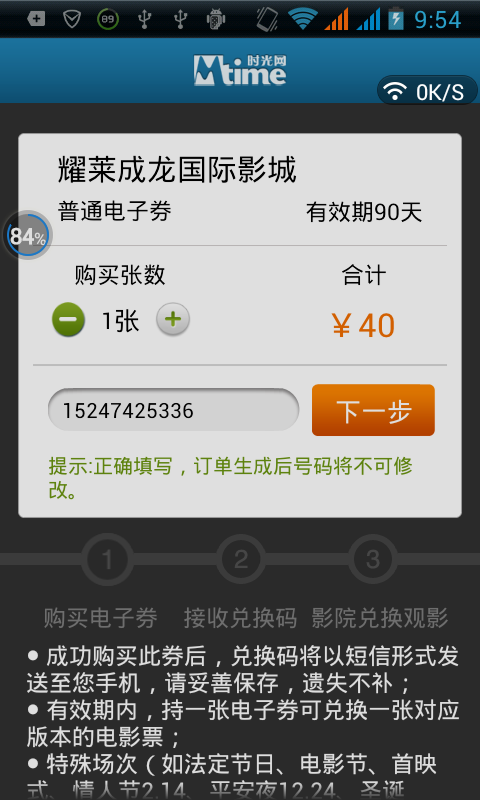 89
9:54
Mtime 时光网
0K/S
耀莱成龙国际影城
普通电子券 有效期90天
84%
购买张数 合计
1张 ¥40
15247425336 下一步
提示:正确填写，订单生成后号码将不可修
改。
1 2 3
购买电子券 接收兑换码 影院兑换观影
● 成功购买此券后，兑换码将以短信形式发
送至您手机，请妥善保存，遗失不补；
● 有效期内，持一张电子券可兑换一张对应
版本的电影票；
● 特殊场次（如法定节日、电影节、首映
式、情人节2.14、平安夜12.24、圣诞